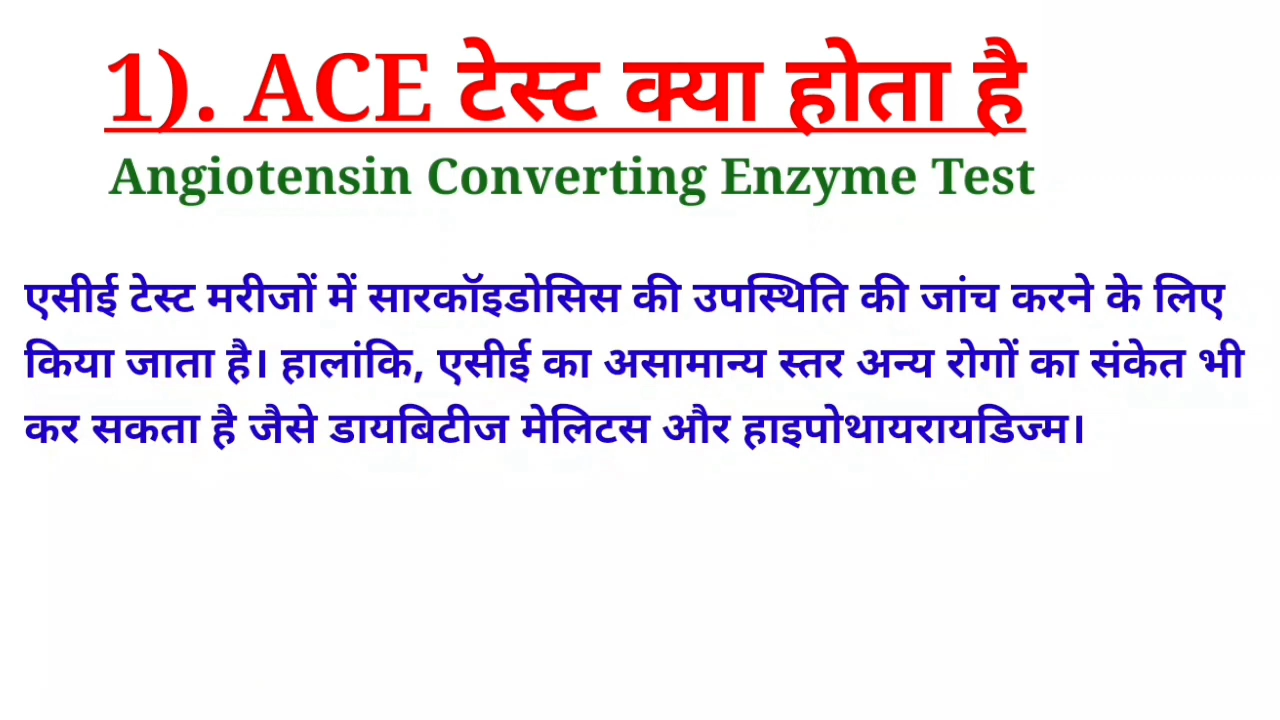 1). ACE टेस्ट क्या होता है
Angiotensin Converting Enzyme Test
एसीई टेस्ट मरीजों में सारकॉइडोसिस की उपस्थिति की जांच करने के लिए
किया जाता है। हालांकि, एसीई का असामान्य स्तर अन्य रोगों का संकेत भी
कर सकता है जैसे डायबिटीज मेलिटस और हाइपोथायरायडिज्म।